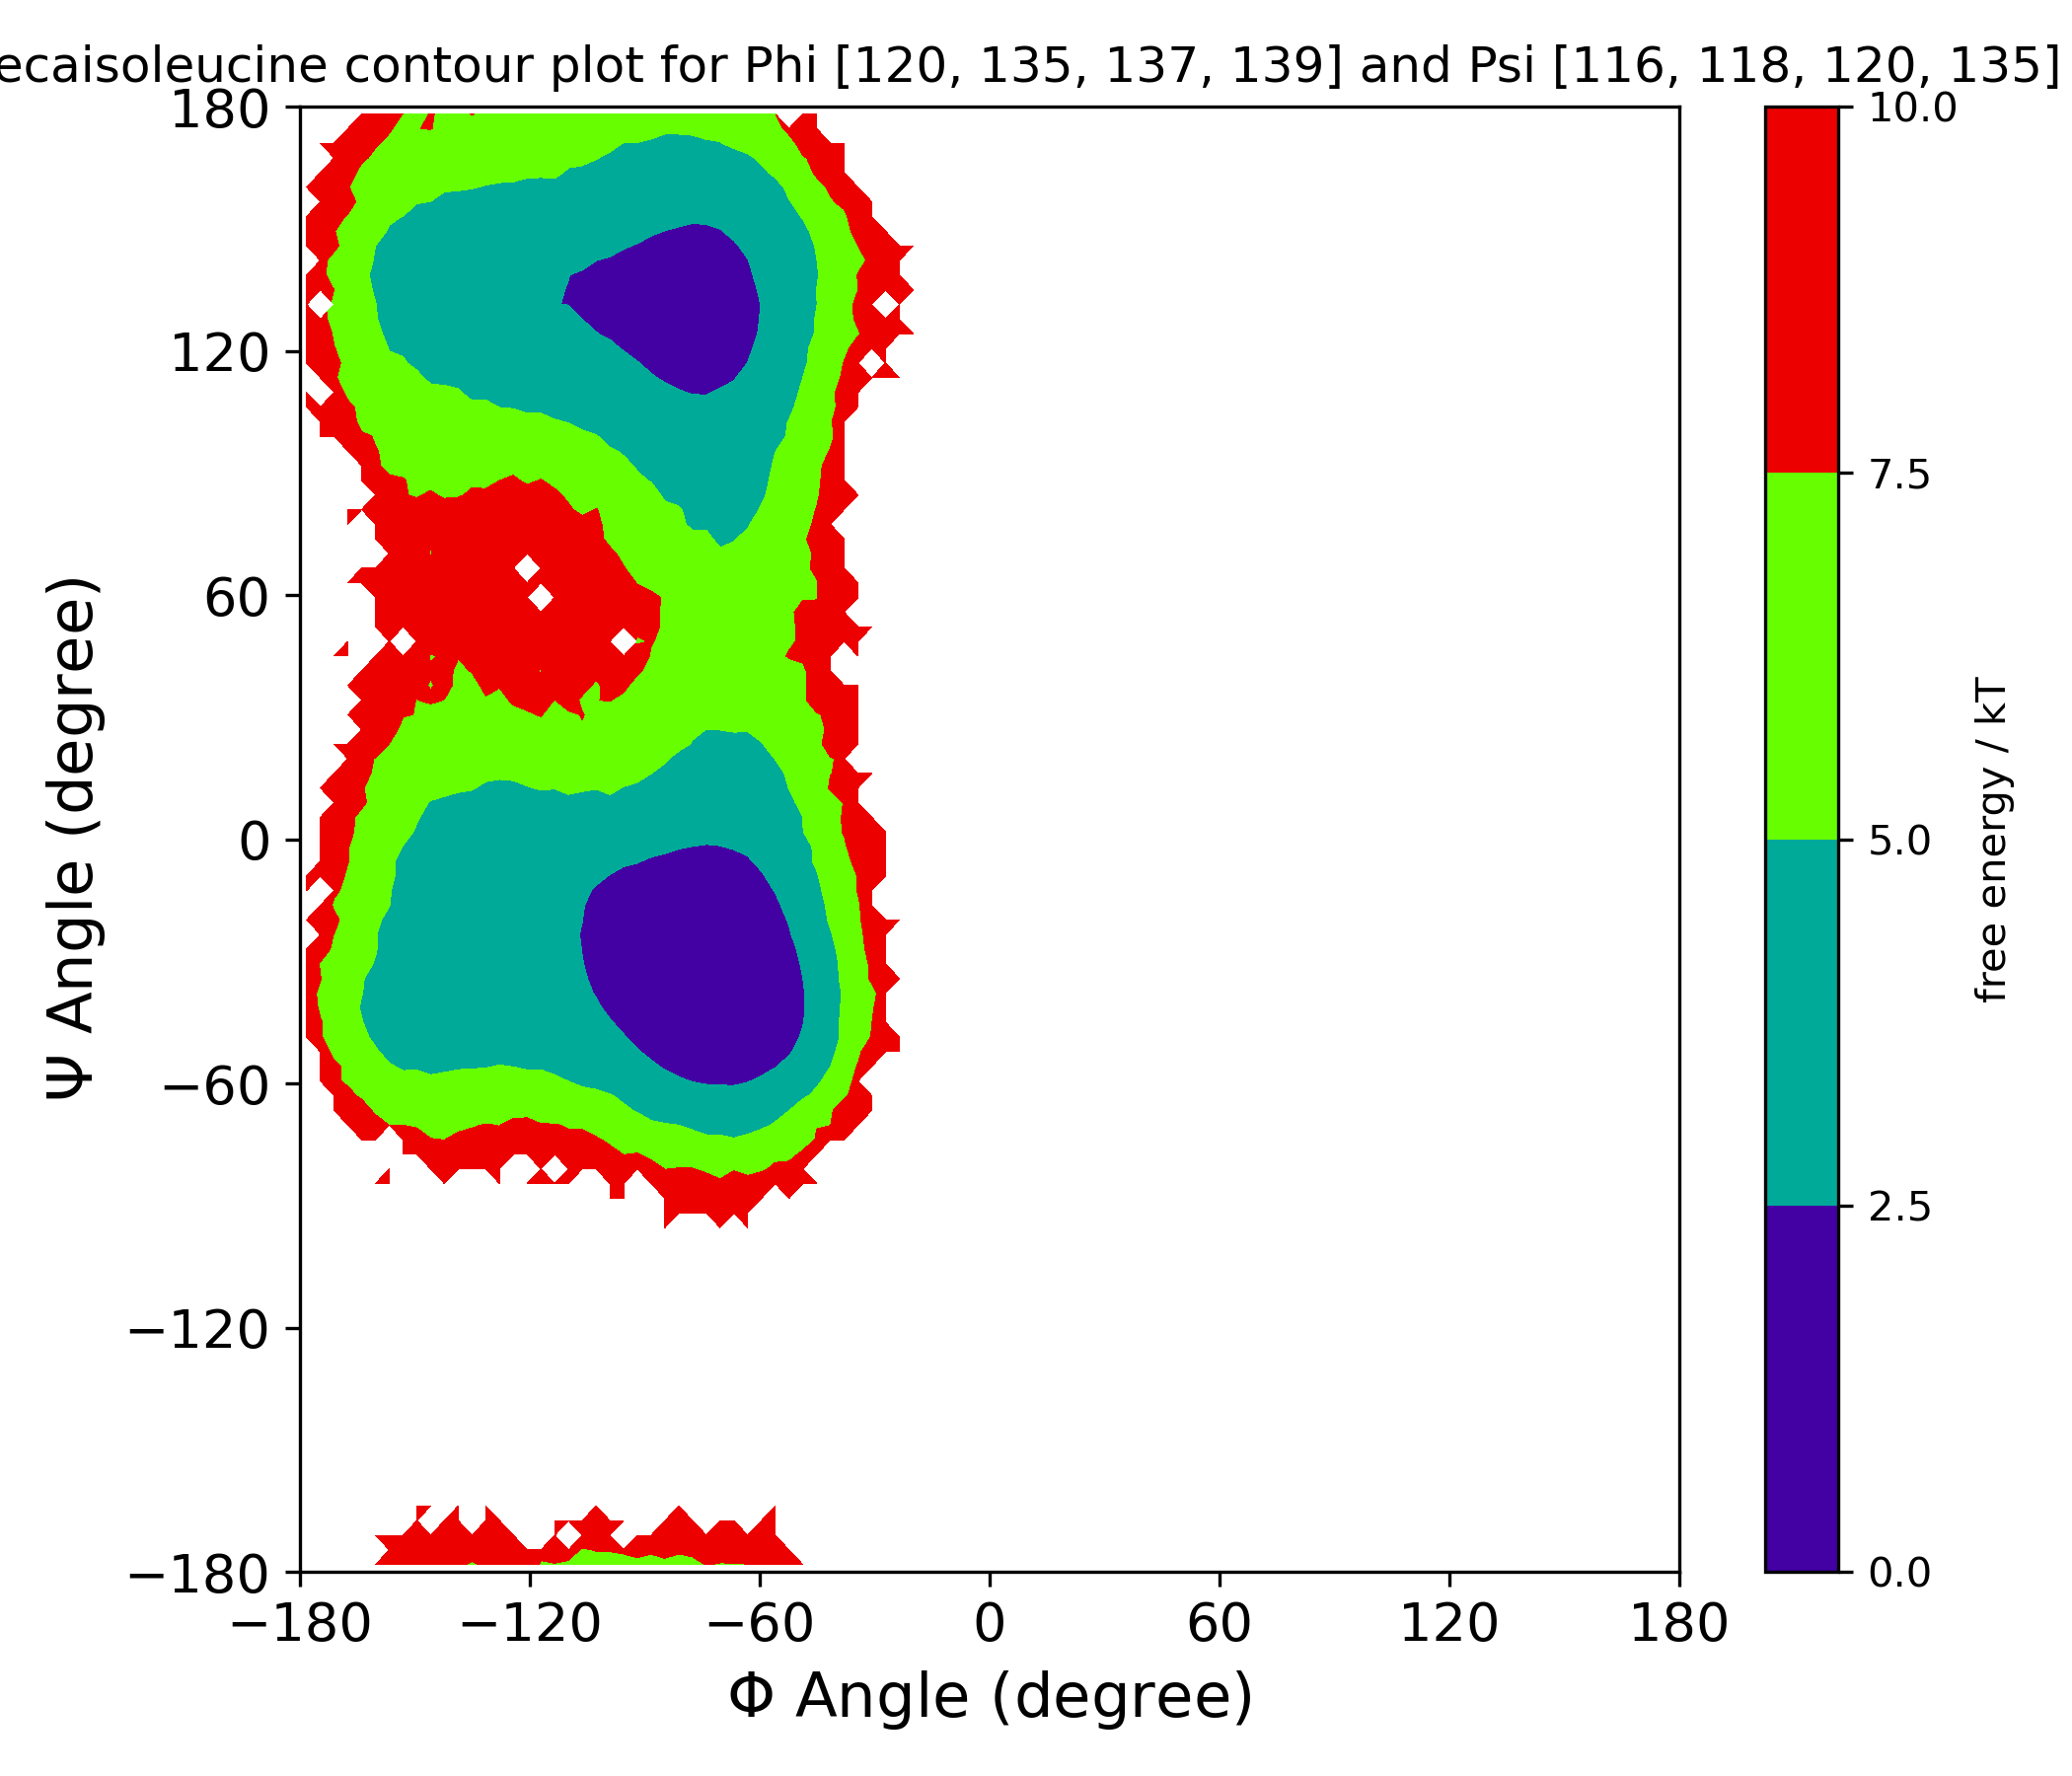 ecaisoleucine contour plot for Phi [120, 135, 137, 139] and Psi [116, 118, 120, 135]
180
120
60
0
−60
−120
−180
Ψ Angle (degree)
−180 −120 −60 0 60 120 180
Φ Angle (degree)
10.0
7.5
5.0
2.5
0.0
free energy / kT